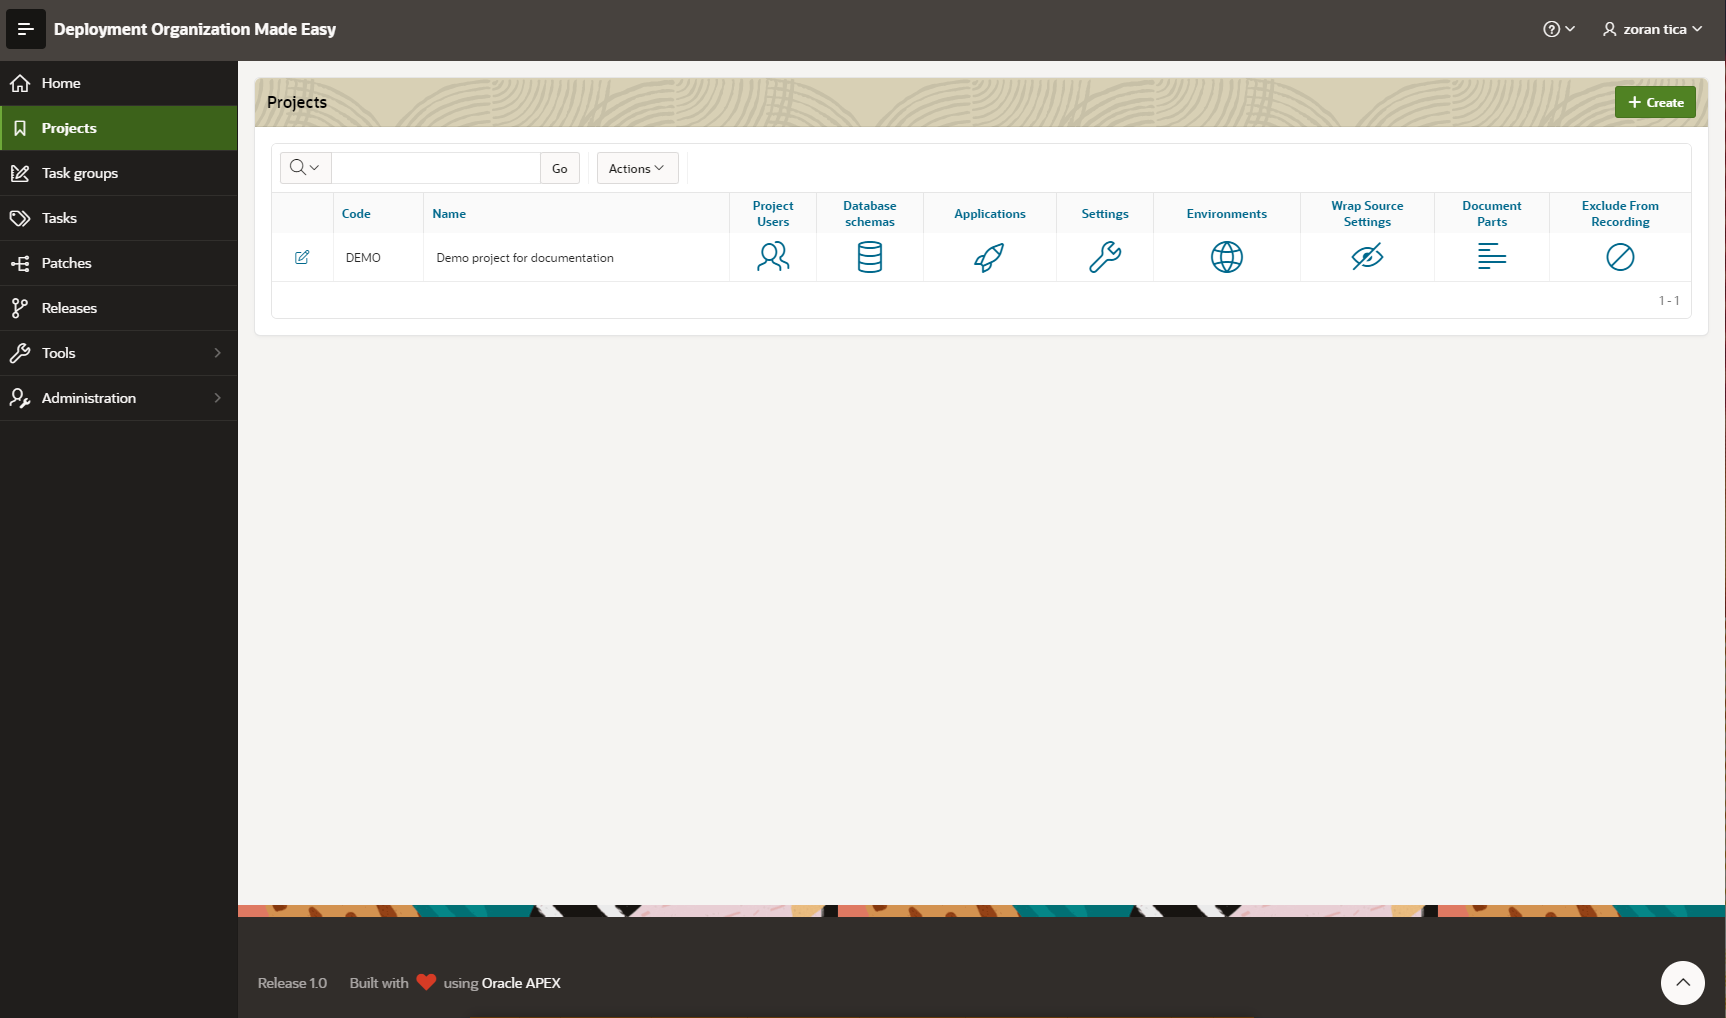 Deployment Organization Made Easy
zoran tica
Home
Projects
Task groups
Tasks
Patches
Releases
Tools
Administration
Projects
Create
Go
Actions
Code
Name
Project
Users
Database
schemas
Applications
Settings
Environments
Wrap Source
Settings
Document
Parts
Exclude From
Recording
DEMO
Demo project for documentation
1 - 1
Release 1.0
Built with
using Oracle APEX